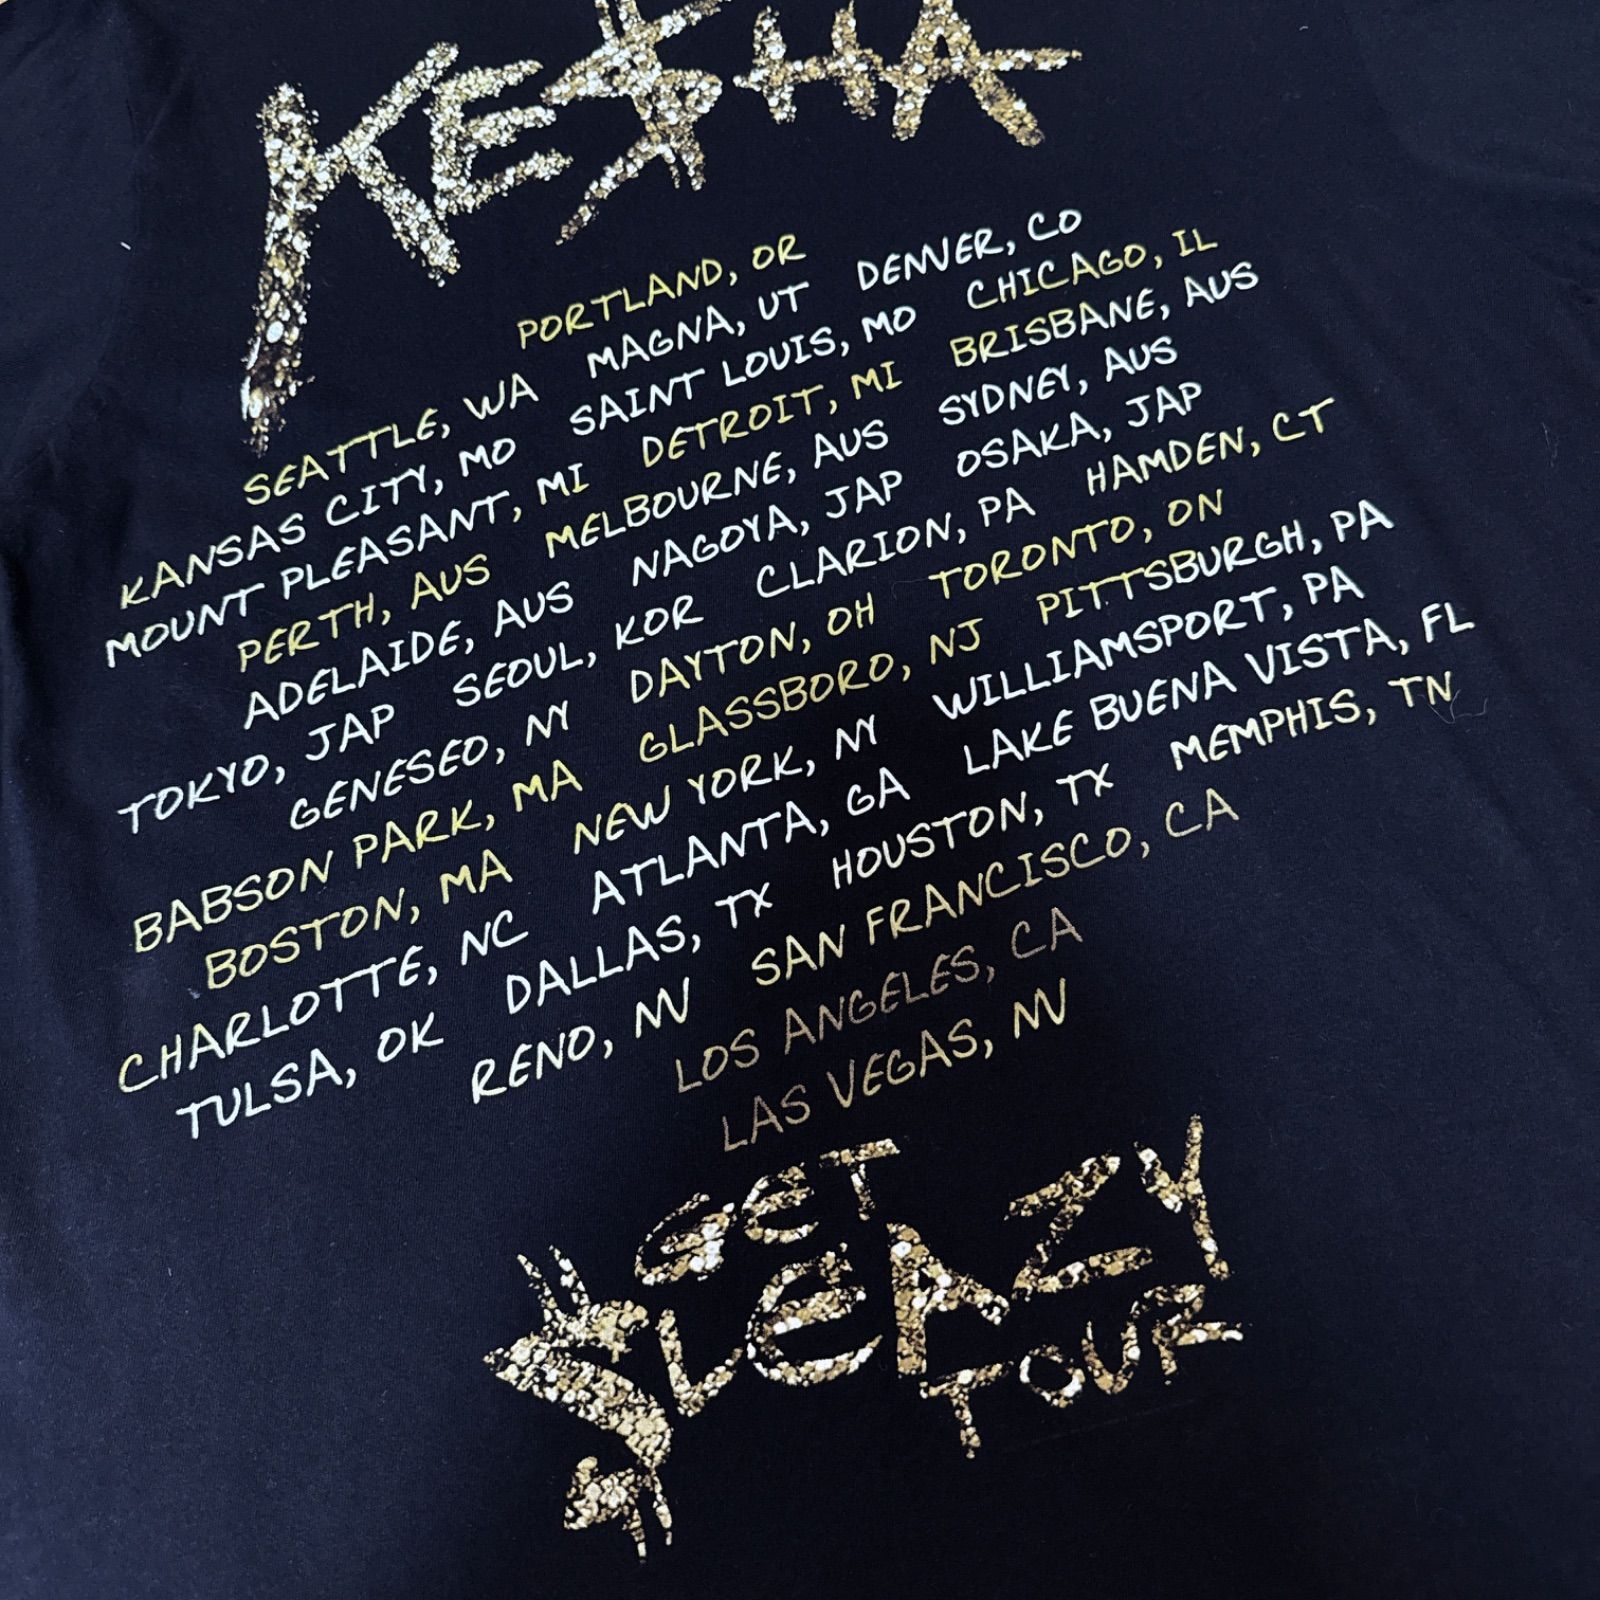 KE$HA
PORTLAND, OR
SEATTLE, WA MAGNA, UT DENVER, CO
KANSAS CITY, MO SAINT LOUIS, MO CHICAGO, IL
MOUNT PLEASANT, MI DETROIT, MI BRISBANE, AUS
PERTH, AUS MELBOURNE, AUS SYDNEY, AUS
ADELAIDE, AUS NAGOYA, JAP OSAKA, JAP
TOKYO, JAP SEOUL, KOR CLARION, PA HAMDEN, CT
GENESEO, NY DAYTON, OH TORONTO, ON
BABSON PARK, MA GLASSBORO, NJ PITTSBURGH, PA
BOSTON, MA NEW YORK, NY WILLIAMSPORT, PA
CHARLOTTE, NC ATLANTA, GA LAKE BUENA VISTA, FL
TULSA, OK DALLAS, TX HOUSTON, TX MEMPHIS, TN
RENO, NV SAN FRANCISCO, CA
LOS ANGELES, CA
LAS VEGAS, NV
GET
$LEAZY
TOUR